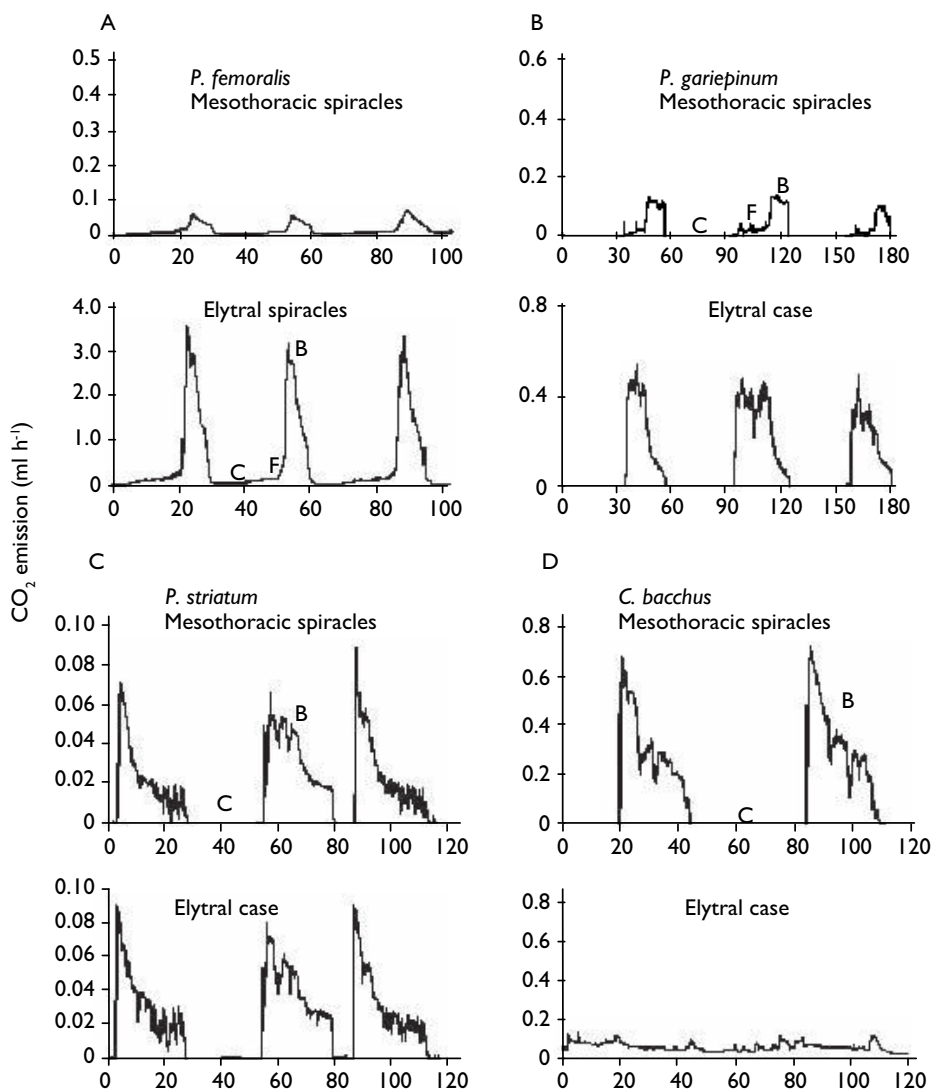 A
P. femoralis
Mesothoracic spiracles
0.5
0.4
0.3
0.2
0.1
0
0 20 40 60 80 100
Elytral spiracles
4.0
3.0
2.0
1.0
0
B
C
F
0 20 40 60 80 100
B
P. gariepinum
Mesothoracic spiracles
0.6
0.4
0.2
0
C
F
B
0 30 60 90 120 150 180
Elytral case
0.8
0.4
0
0 30 60 90 120 150 180
CO2 emission (ml h-1)
C
P. striatum
Mesothoracic spiracles
0.10
0.08
0.06
0.04
0.02
0
C
B
0 20 40 60 80 100 120
Elytral case
0.10
0.08
0.06
0.04
0.02
0
0 20 40 60 80 100 120
D
C. bacchus
Mesothoracic spiracles
0.8
0.6
0.4
0.2
0
C
B
0 20 40 60 80 100 120
Elytral case
0.8
0.6
0.4
0.2
0
0 20 40 60 80 100 120